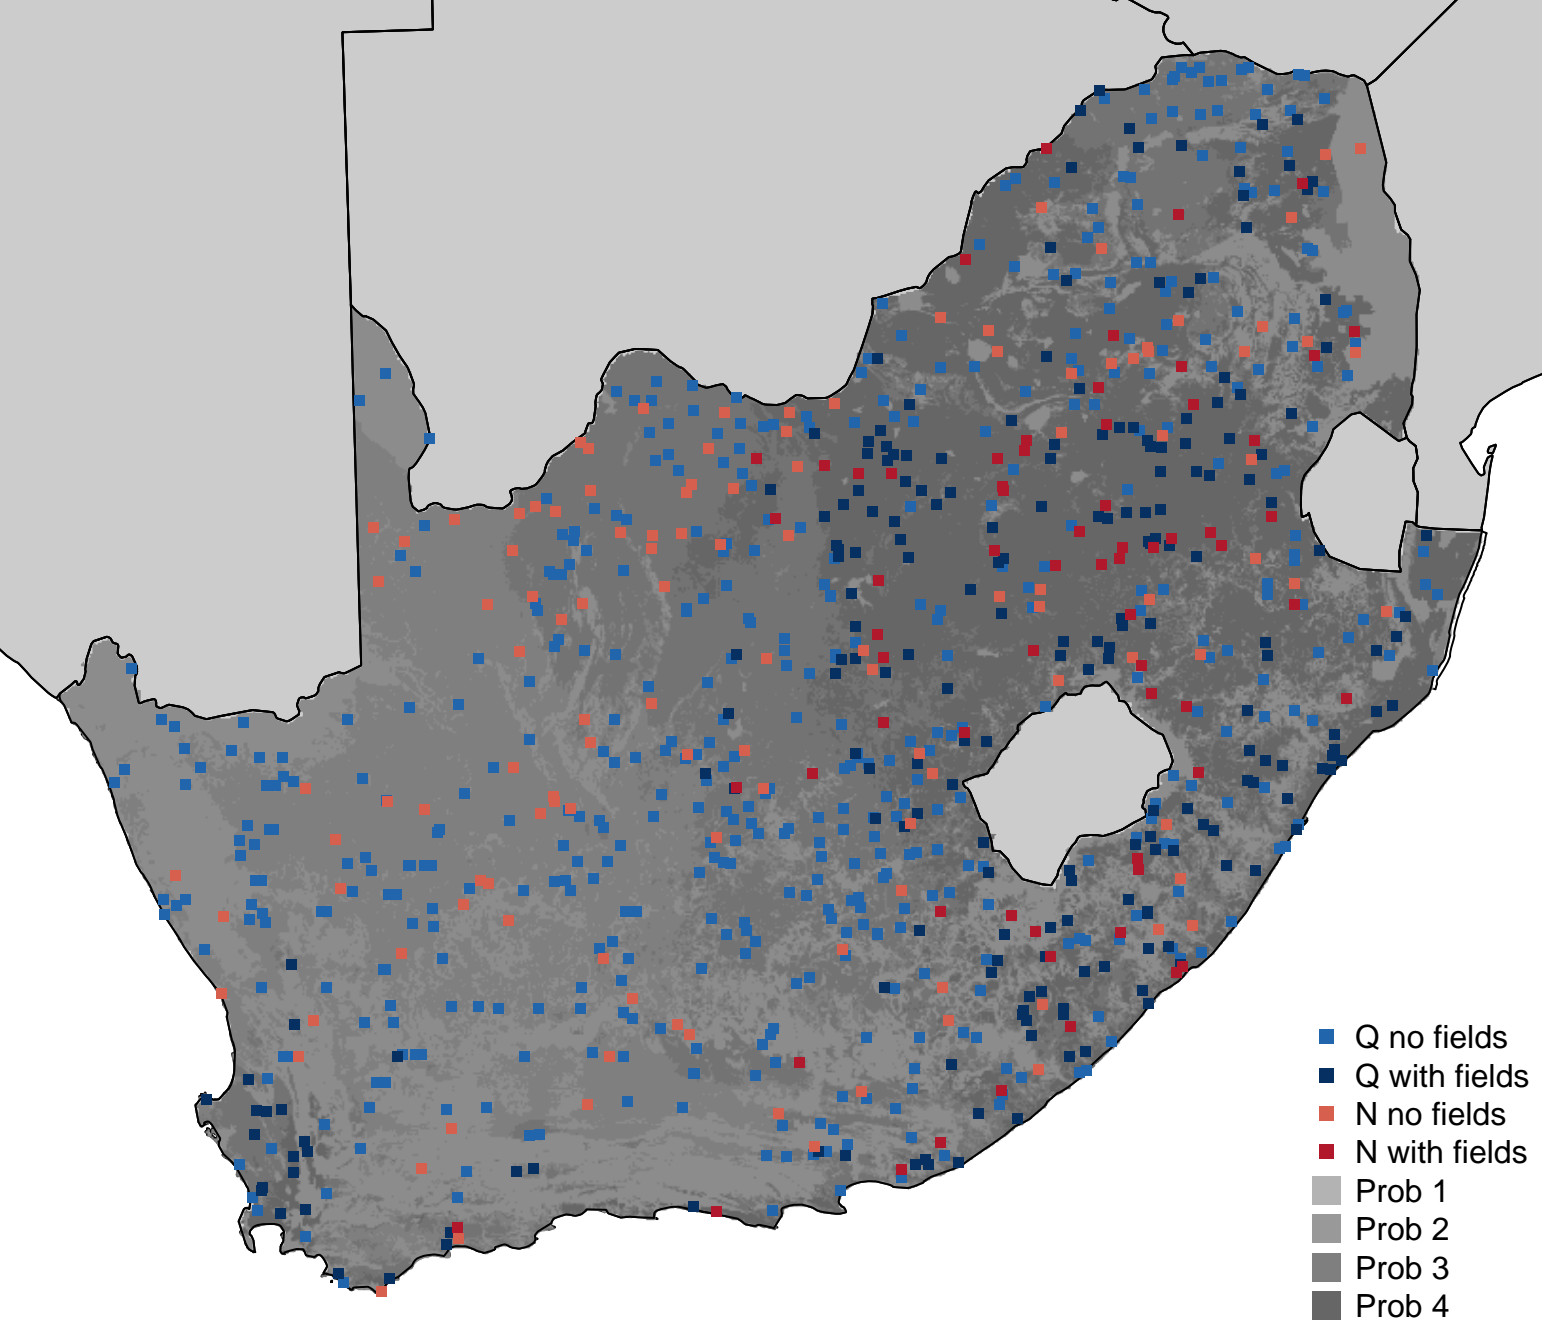 Q no fields
Q with fields
N no fields
N with fields
Prob 1
Prob 2
Prob 3
Prob 4